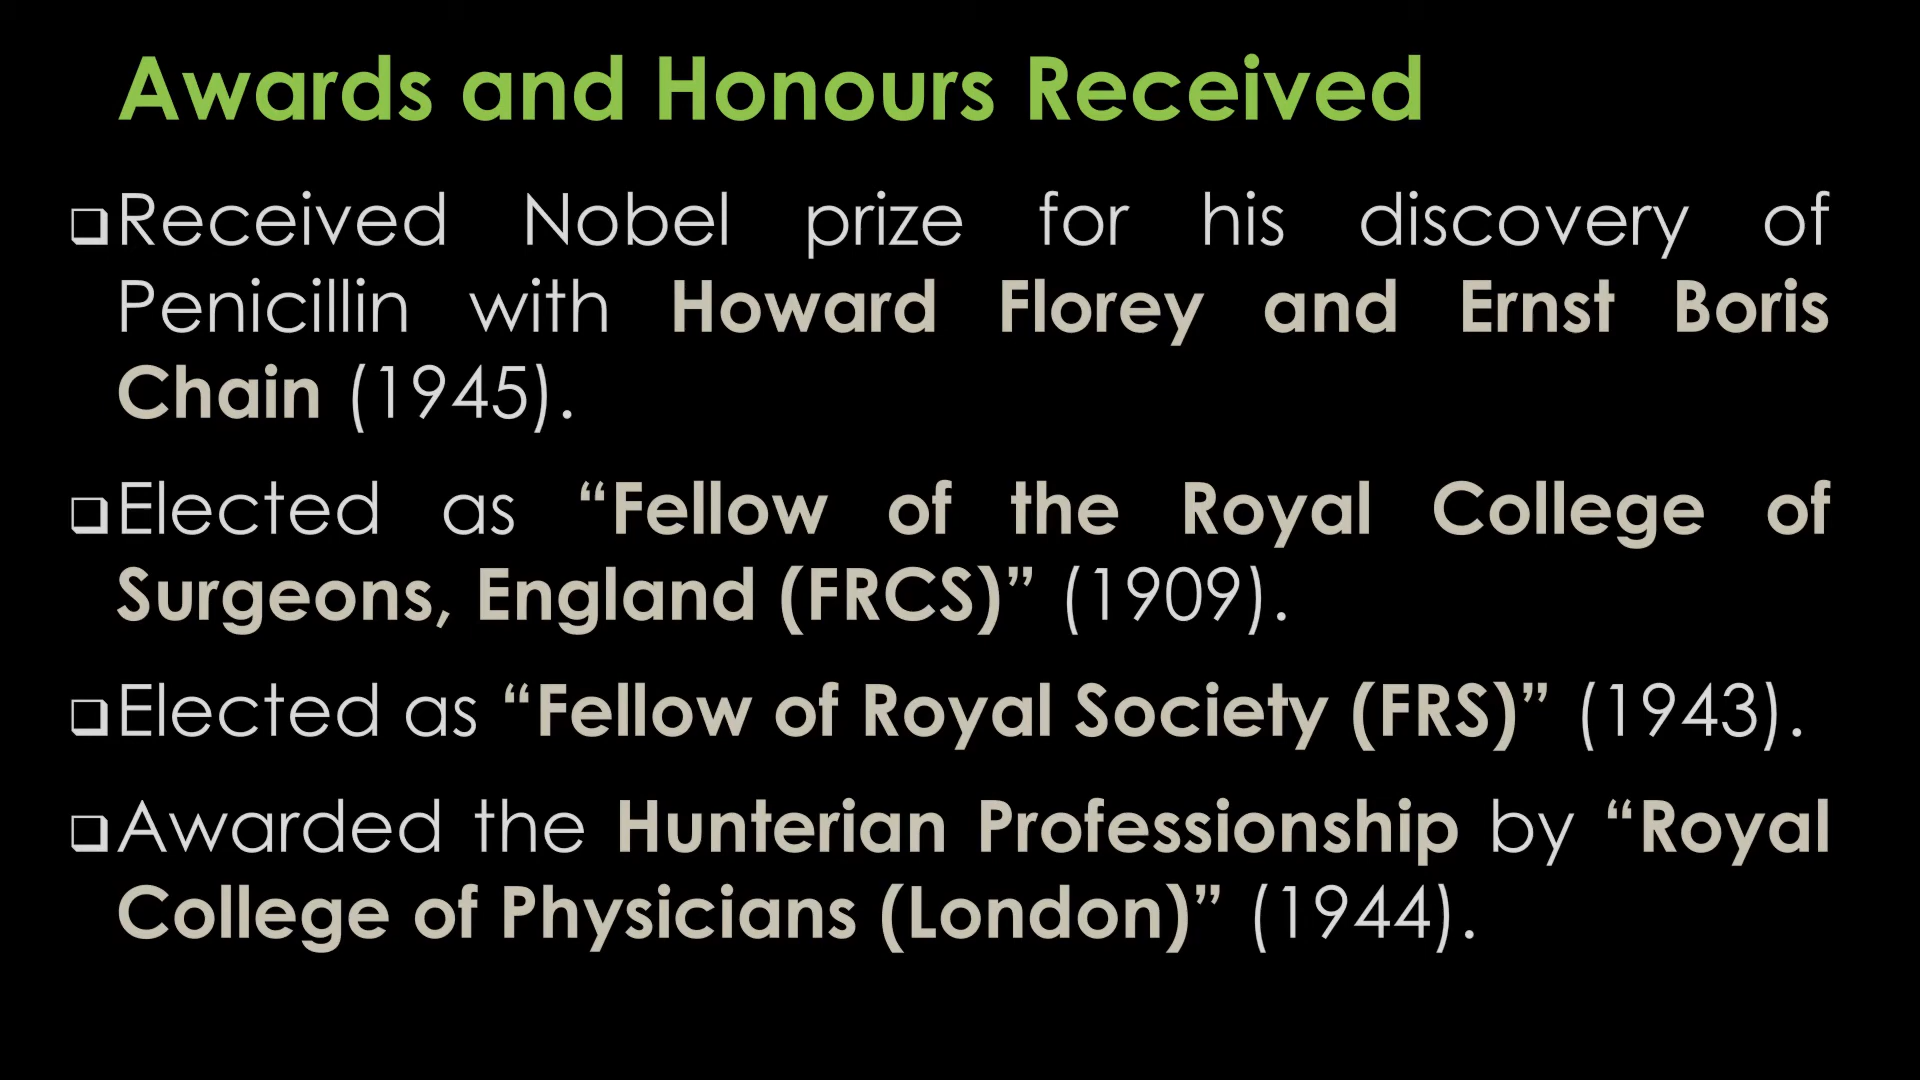 Awards and Honours Received
❑Received Nobel prize for his discovery of
Penicillin with Howard Florey and Ernst Boris
Chain (1945).
❑Elected as “Fellow of the Royal College of
Surgeons, England (FRCS)” (1909).
❑Elected as “Fellow of Royal Society (FRS)” (1943).
❑Awarded the Hunterian Professionship by “Royal
College of Physicians (London)” (1944).